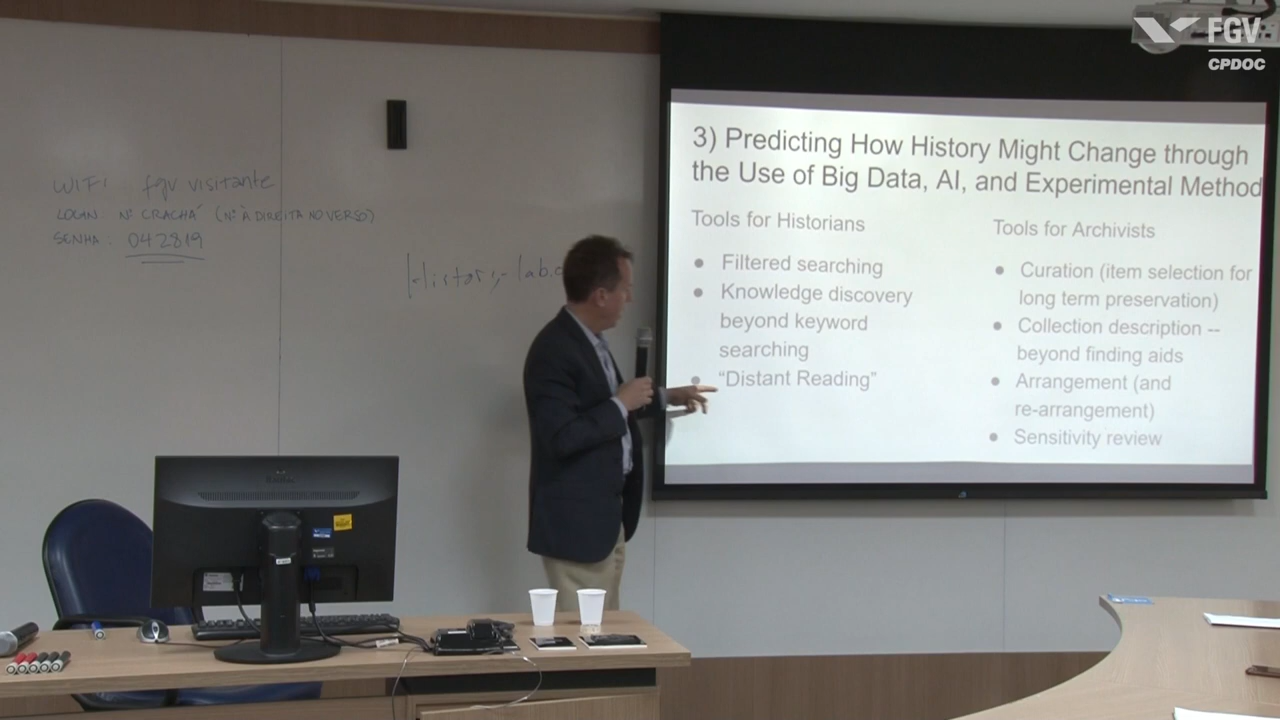 FGV
CPDOC
WIFI: fgv visitante
LOGIN: Nº CRACHÁ (Nº À DIREITA NO VERSO)
SENHA: 042819
History-lab.o
3) Predicting How History Might Change through
the Use of Big Data, AI, and Experimental Method
Tools for Historians
● Filtered searching
● Knowledge discovery
beyond keyword
searching
● “Distant Reading”
Tools for Archivists
● Curation (item selection for
long term preservation)
● Collection description --
beyond finding aids
● Arrangement (and
re-arrangement)
● Sensitivity review